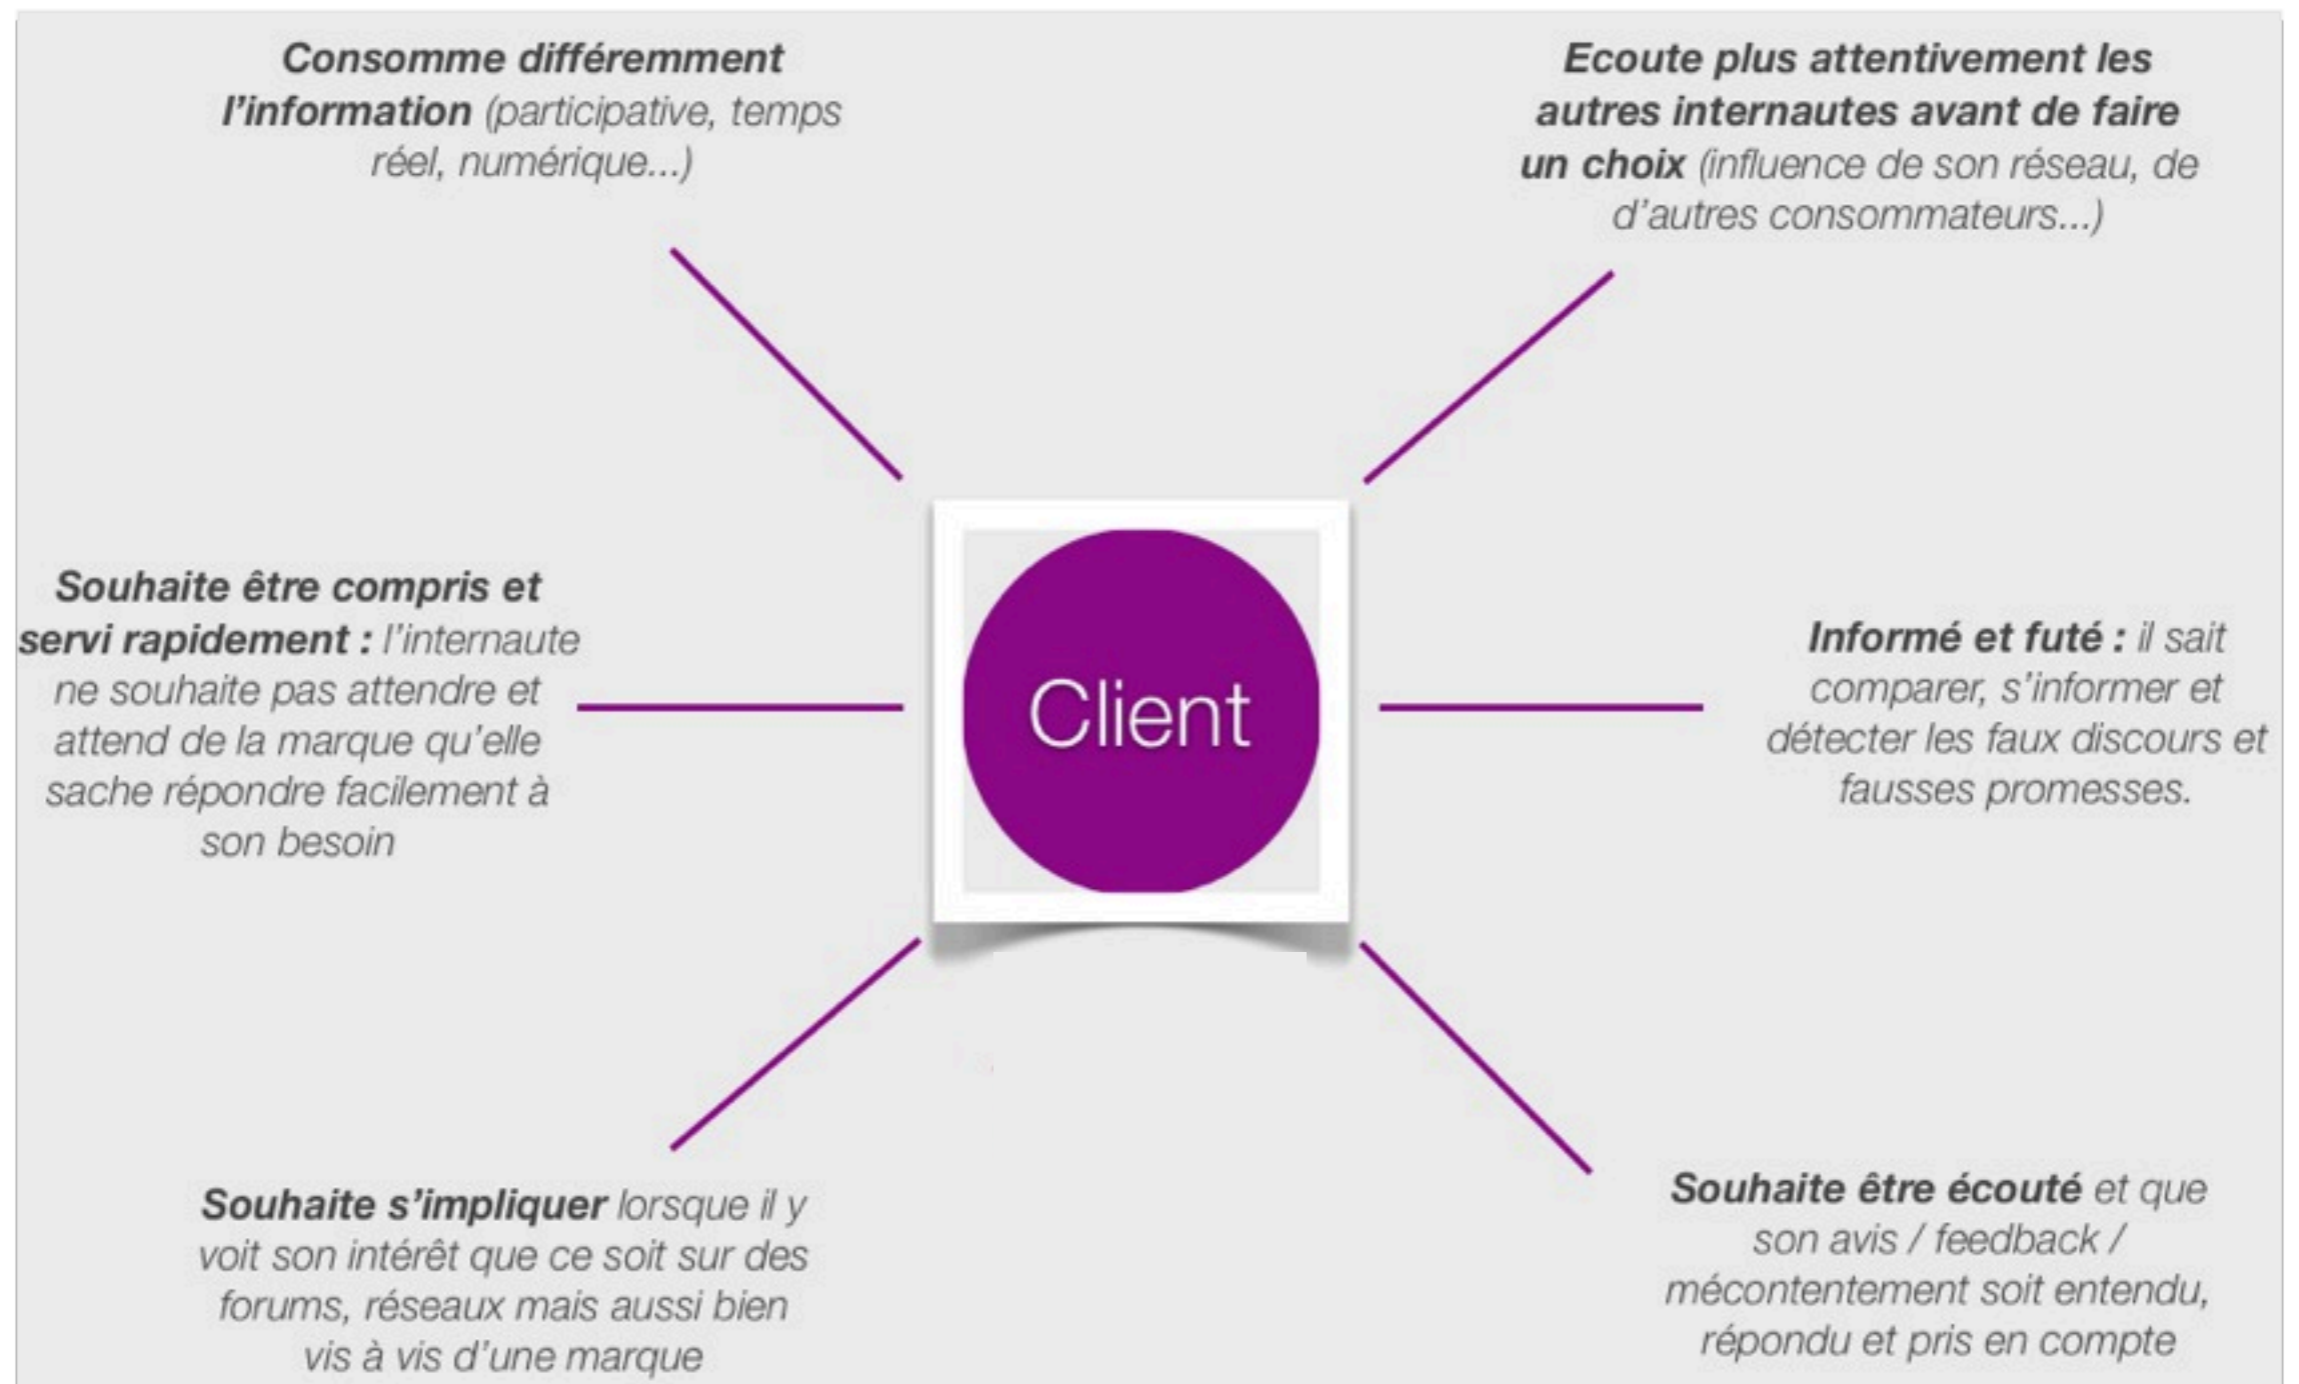 Consomme différemment
l'information (participative, temps
réel, numérique...)
Ecoute plus attentivement les
autres internautes avant de faire
un choix (influence de son réseau, de
d'autres consommateurs...)
Souhaite être compris et
servi rapidement : l'internaute
ne souhaite pas attendre et
attend de la marque qu'elle
sache répondre facilement à
son besoin
Client
Informé et futé : il sait
comparer, s'informer et
détecter les faux discours et
fausses promesses.
Souhaite s'impliquer lorsque il y
voit son intérêt que ce soit sur des
forums, réseaux mais aussi bien
vis à vis d'une marque
Souhaite être écouté et que
son avis / feedback /
mécontentement soit entendu,
répondu et pris en compte